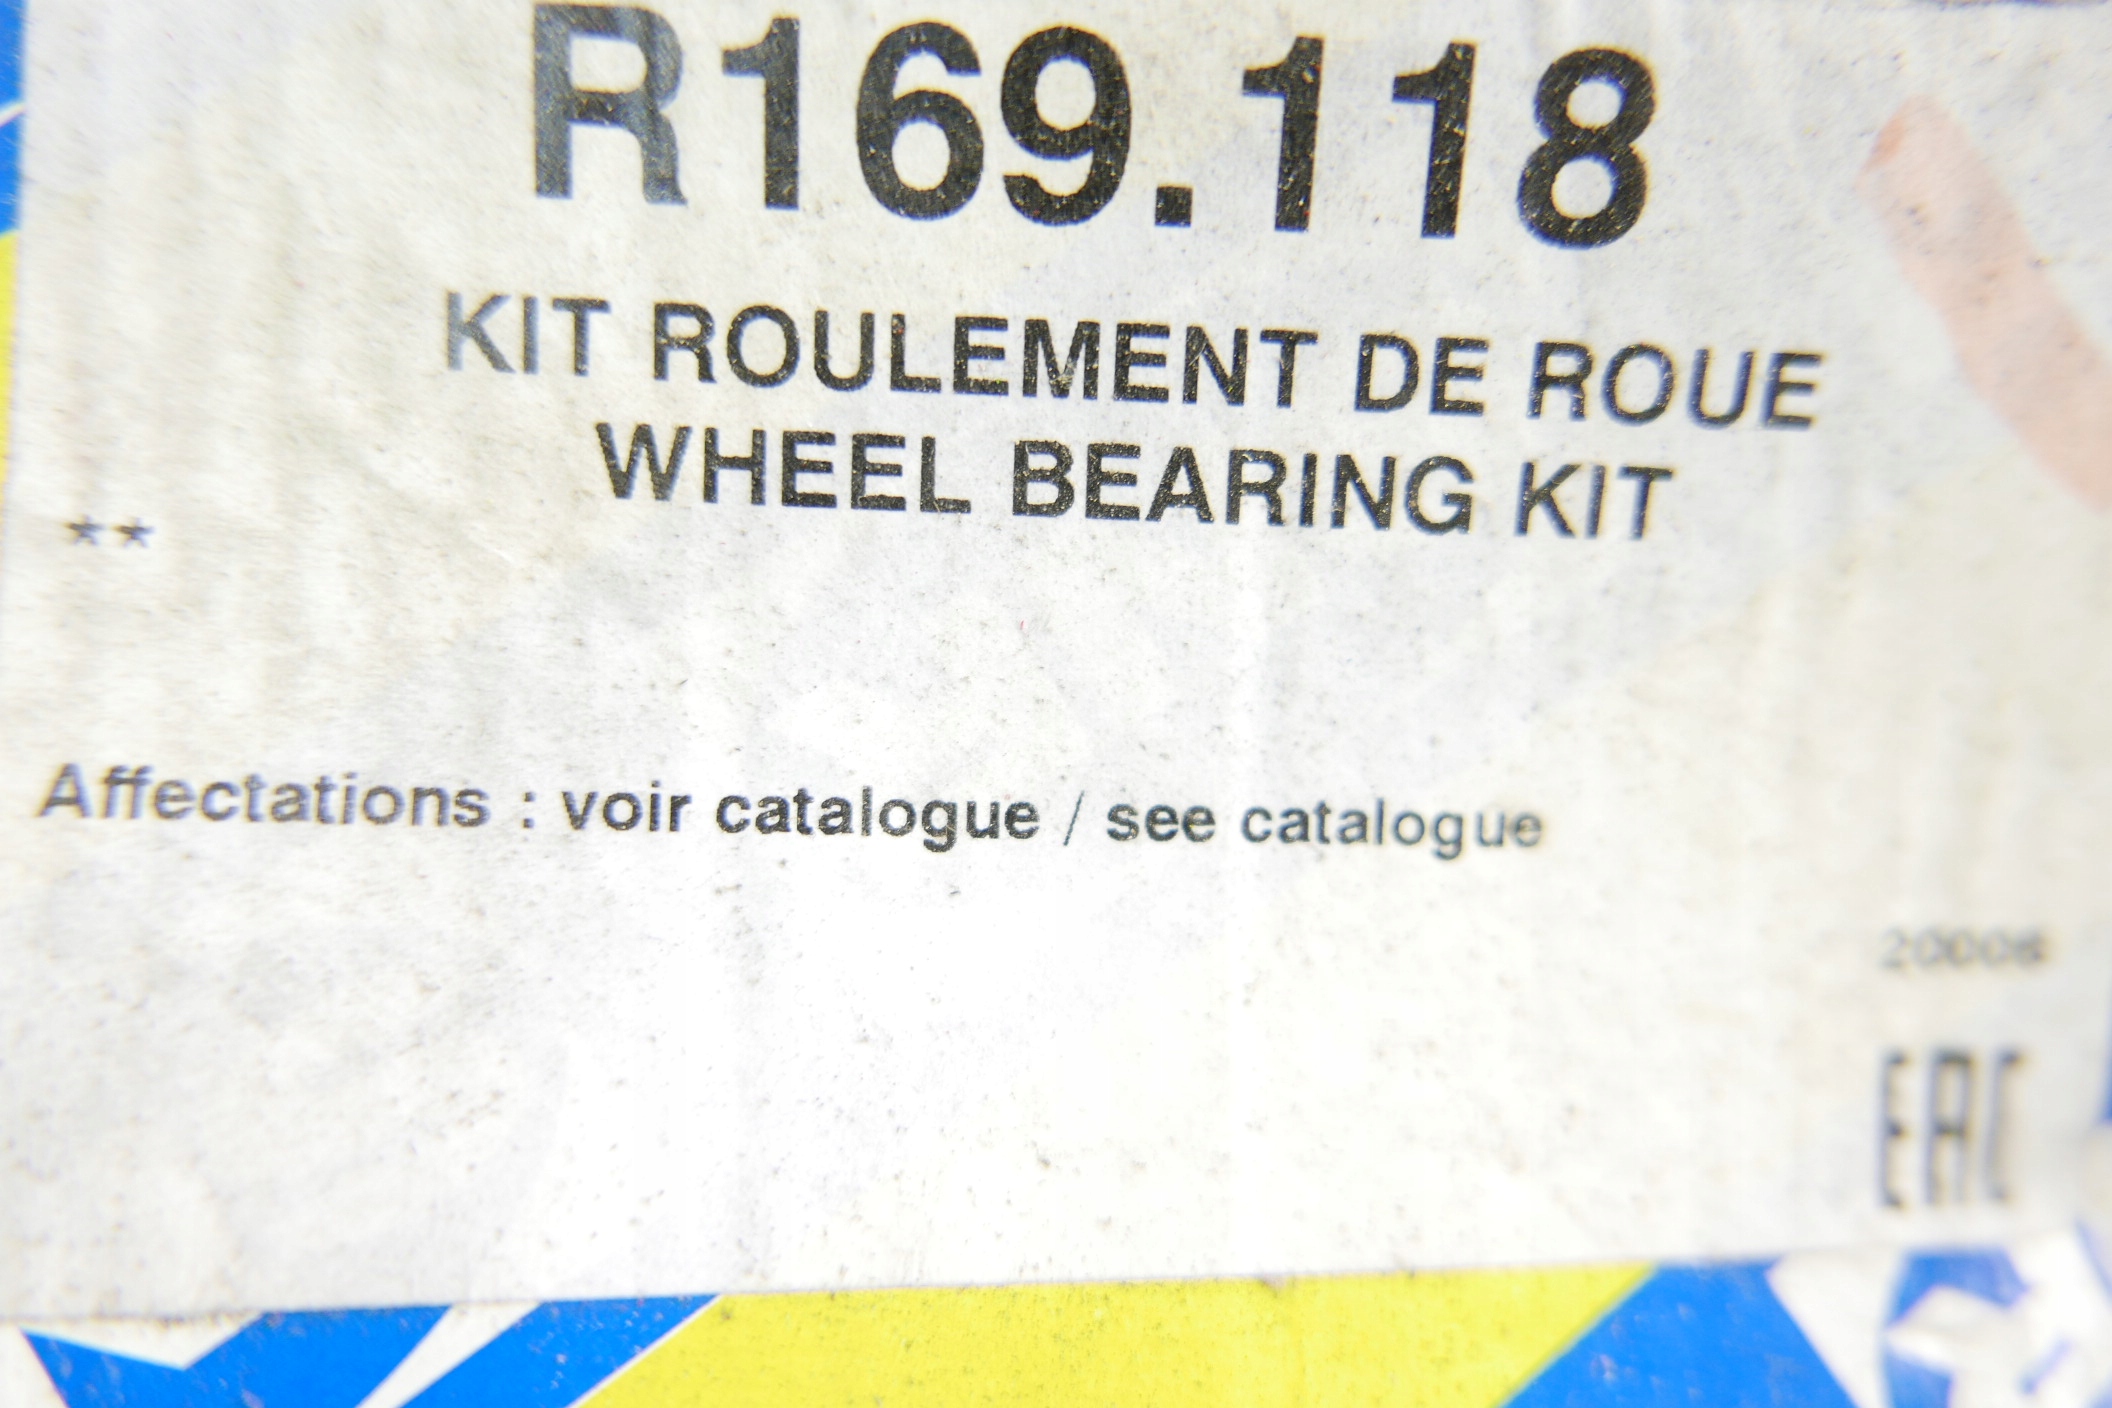 R169.118
KIT ROULEMENT DE ROUE
WHEEL BEARING KIT
**
Affectations : voir catalogue / see catalogue
20006
EAC